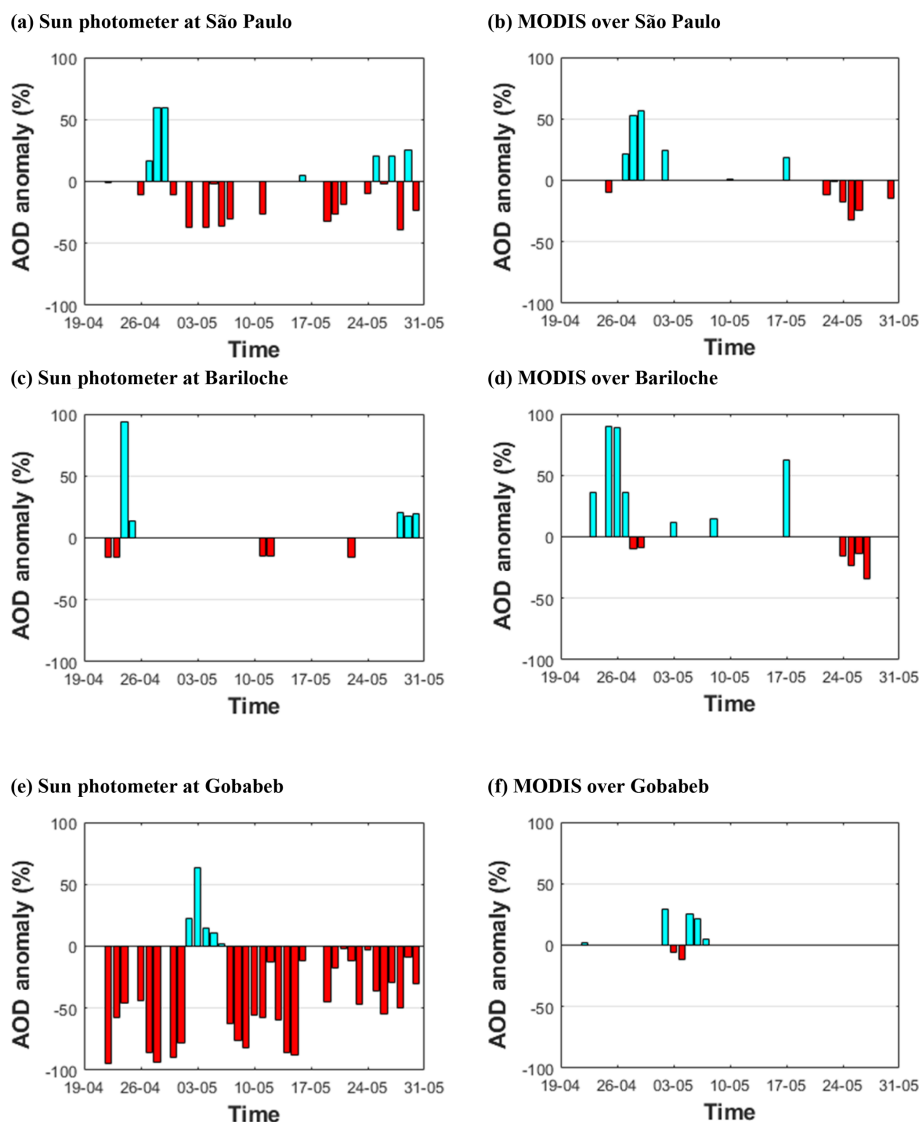 (a) Sun photometer at São Paulo
100
50
0
-50
-100
AOD anomaly (%)
19-04 26-04 03-05 10-05 17-05 24-05 31-05
Time
(b) MODIS over São Paulo
100
50
0
-50
-100
AOD anomaly (%)
19-04 26-04 03-05 10-05 17-05 24-05 31-05
Time
(c) Sun photometer at Bariloche
100
50
0
-50
-100
AOD anomaly (%)
19-04 26-04 03-05 10-05 17-05 24-05 31-05
Time
(d) MODIS over Bariloche
100
50
0
-50
-100
AOD anomaly (%)
19-04 26-04 03-05 10-05 17-05 24-05 31-05
Time
(e) Sun photometer at Gobabeb
100
50
0
-50
-100
AOD anomaly (%)
19-04 26-04 03-05 10-05 17-05 24-05 31-05
Time
(f) MODIS over Gobabeb
100
50
0
-50
-100
AOD anomaly (%)
19-04 26-04 03-05 10-05 17-05 24-05 31-05
Time